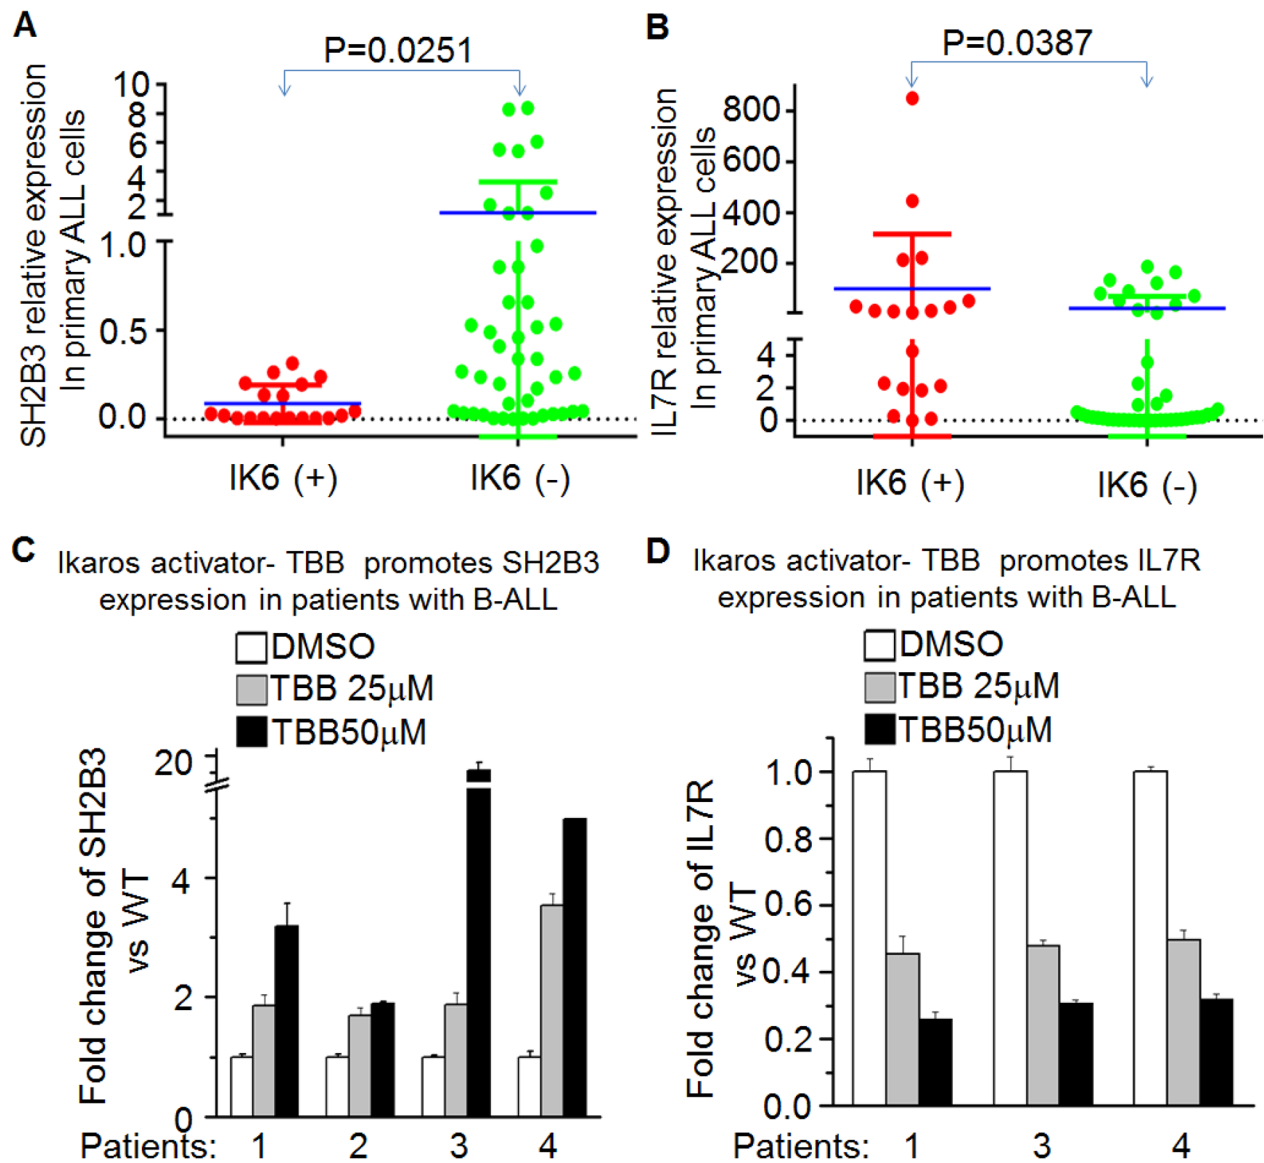 A
P=0.0251
SH2B3 relative expression
In primary ALL cells
10
8
6
4
2
1.0
0.5
0.0
IK6 (+)
IK6 (-)
B
P=0.0387
IL7R relative expression
In primary ALL cells
800
600
400
200
4
2
0
IK6 (+)
IK6 (-)
C
Ikaros activator- TBB promotes SH2B3
expression in patients with B-ALL
DMSO
TBB 25μM
TBB50μM
Fold change of SH2B3
vs WT
20
4
2
0
Patients: 1 2 3 4
D
Ikaros activator- TBB promotes IL7R
expression in patients with B-ALL
DMSO
TBB 25μM
TBB50μM
Fold change of IL7R
vs WT
1.0
0.8
0.6
0.4
0.2
0.0
Patients: 1 3 4